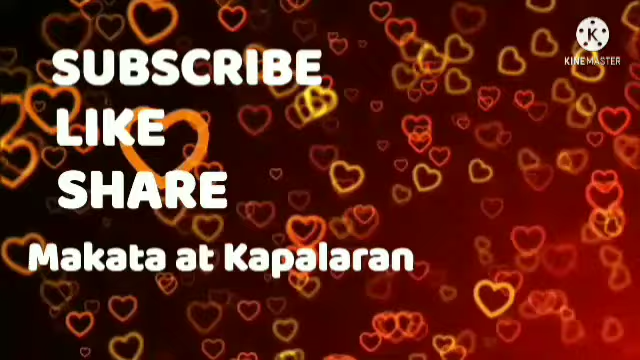 SUBSCRIBE
LIKE
SHARE
Makata at Kapalaran
K
KINEMASTER